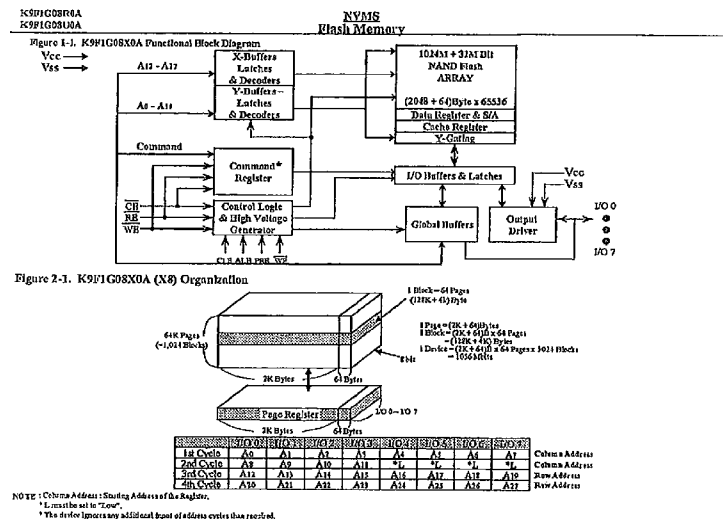 K9F1G08R0A
K9F1G08U0A
NVMS
Flash Memory
Figure 1-1. K9F1G08X0A Functional Block Diagram
Vcc
Vss
A12 - A27
A0 - A11
Command
X-Buffers
Latches
& Decoders
Y-Buffers
Latches
& Decoders
1024M + 32M Bit
NAND Flash
ARRAY
(2048 + 64)Byte x 65536
Data Register & S/A
Cache Register
Y-Gating
Command*
Register
I/O Buffers & Latches
CE
RE
WE
Control Logic
& High Voltage
Generator
CLE ALE PRE WP
Global Buffers
Output
Driver
Vcc
Vss
I/O 0
I/O 7
Figure 2-1. K9F1G08X0A (X8) Organization
64K Pages
(=1,024 Blocks)
1 Block = 64 Pages
(128K + 4K) Byte
1 Page = (2K + 64)Bytes
1 Block = (2K + 64)B x 64 Pages
= (128K + 4K) Bytes
1 Device = (2K + 64)B x 64 Pages x 1024 Blocks
= 1056 Mbits
8 bit
2K Bytes
64 Bytes
Page Register
I/O 0 ~ I/O 7
2K Bytes
64 Bytes
I/O 0 I/O 1 I/O 2 I/O 3 I/O 4 I/O 5 I/O 6 I/O 7
1st Cycle A0 A1 A2 A3 A4 A5 A6 A7 Column Address
2nd Cycle A8 A9 A10 A11 *L *L *L *L Column Address
3rd Cycle A12 A13 A14 A15 A16 A17 A18 A19 Row Address
4th Cycle A20 A21 A22 A23 A24 A25 A26 A27 Row Address
NOTE : Column Address : Starting Address of the Register.
* L must be set to "Low".
* The device ignores any additional input of address cycles than required.